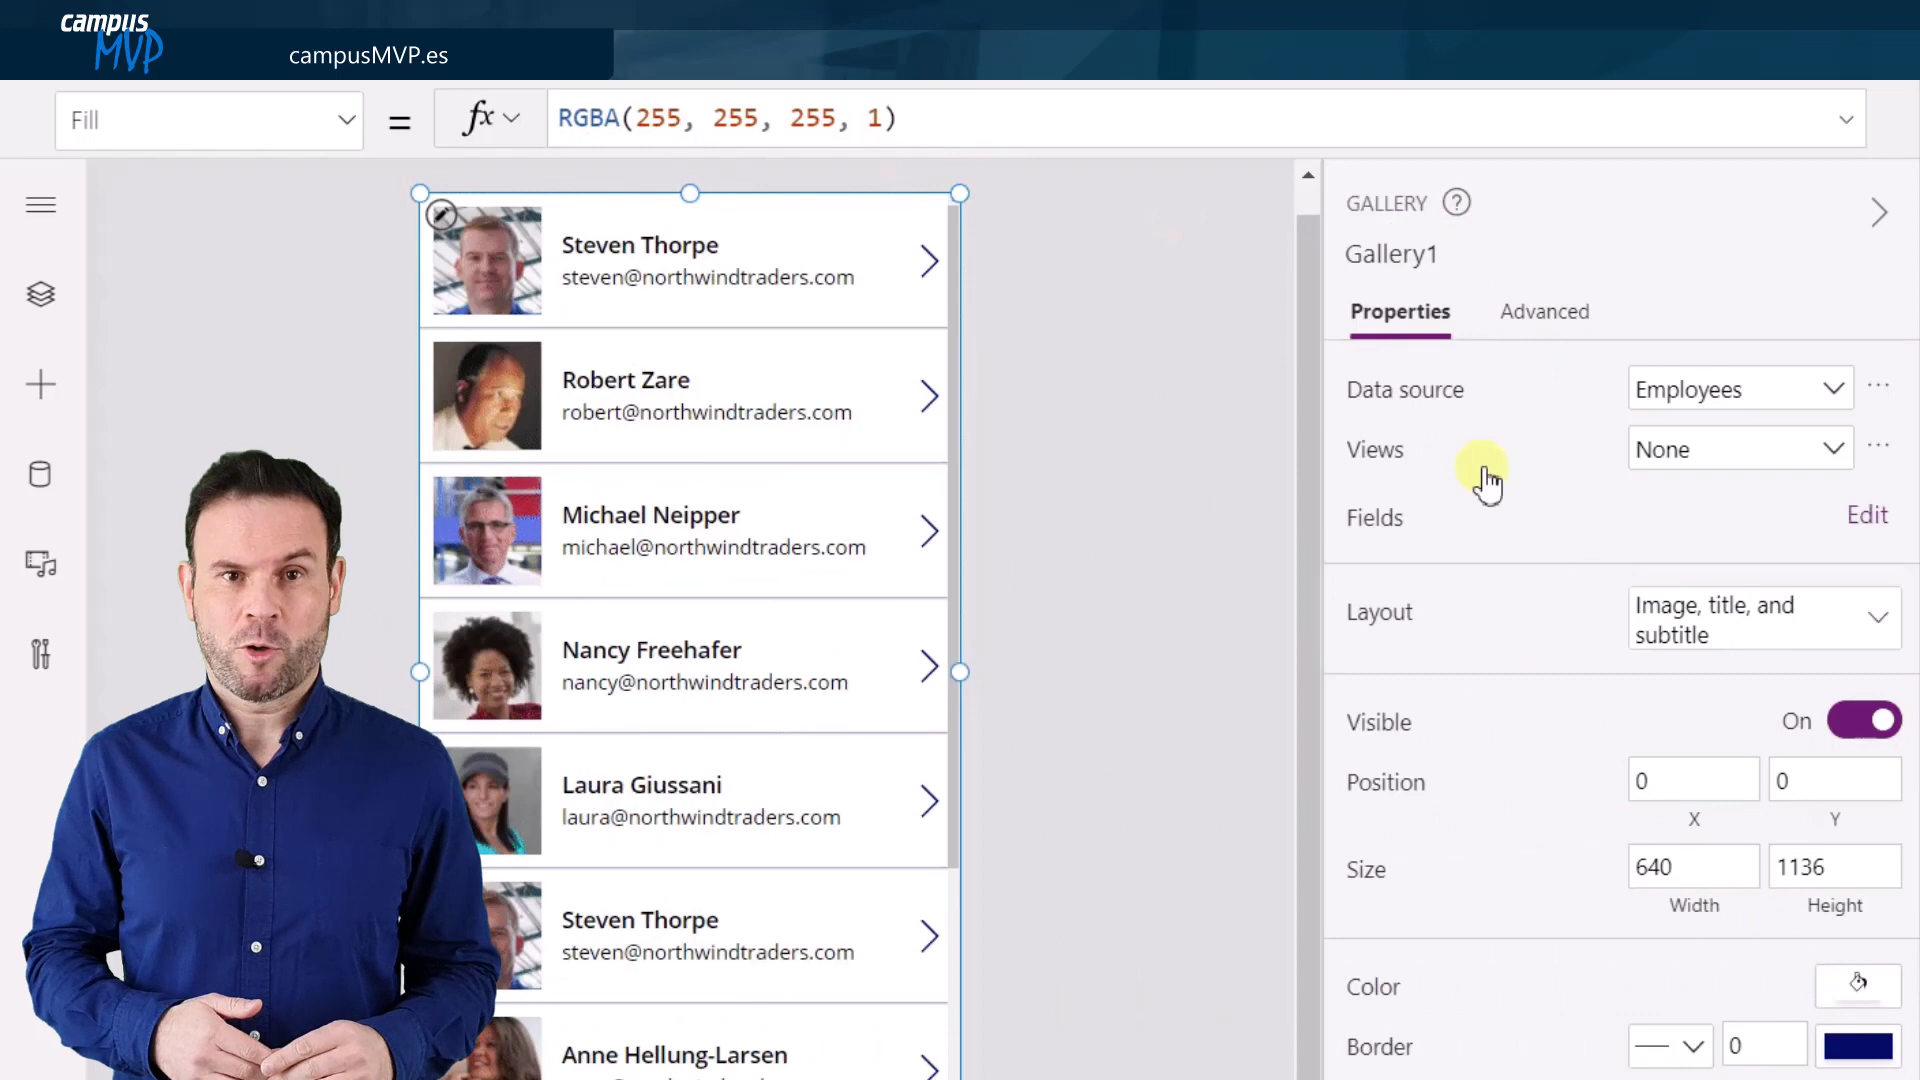 campus
MVP
campusMVP.es
Fill
=
fx
RGBA(255, 255, 255, 1)
Steven Thorpe
steven@northwindtraders.com
Robert Zare
robert@northwindtraders.com
Michael Neipper
michael@northwindtraders.com
Nancy Freehafer
nancy@northwindtraders.com
Laura Giussani
laura@northwindtraders.com
Steven Thorpe
steven@northwindtraders.com
Anne Hellung-Larsen
GALLERY ?
Gallery1
Properties Advanced
Data source Employees ...
Views None ...
Fields Edit
Layout Image, title, and
subtitle
Visible On
Position 0 0
X Y
Size 640 1136
Width Height
Color
Border 0